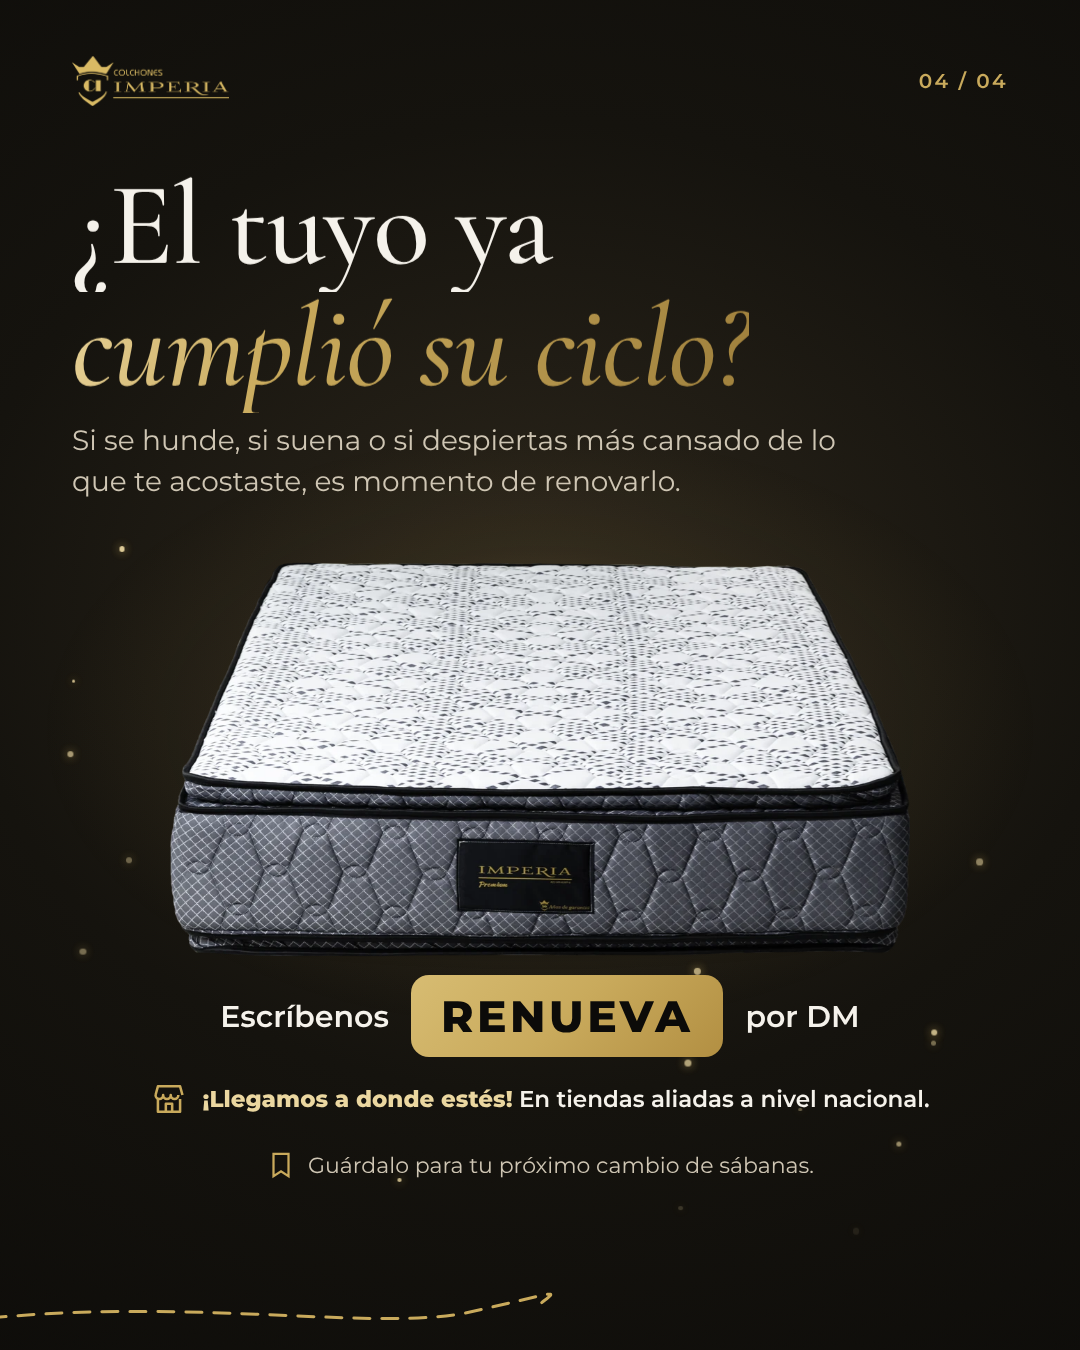 COLCHONES
IMPERIA
04 / 04
¿El tuyo ya
cumplió su ciclo?
Si se hunde, si suena o si despiertas más cansado de lo
que te acostaste, es momento de renovarlo.
IMPERIA
Premium
Escríbenos RENUEVA por DM
¡Llegamos a donde estés! En tiendas aliadas a nivel nacional.
Guárdalo para tu próximo cambio de sábanas.